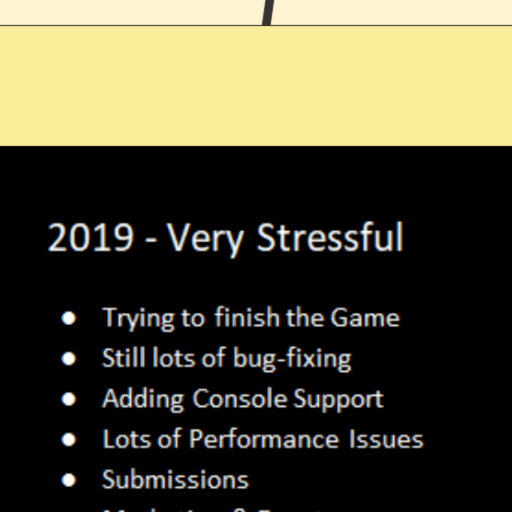 2019 - Very Stressful
● Trying to finish the Game
● Still lots of bug-fixing
● Adding Console Support
● Lots of Performance Issues
● Submissions